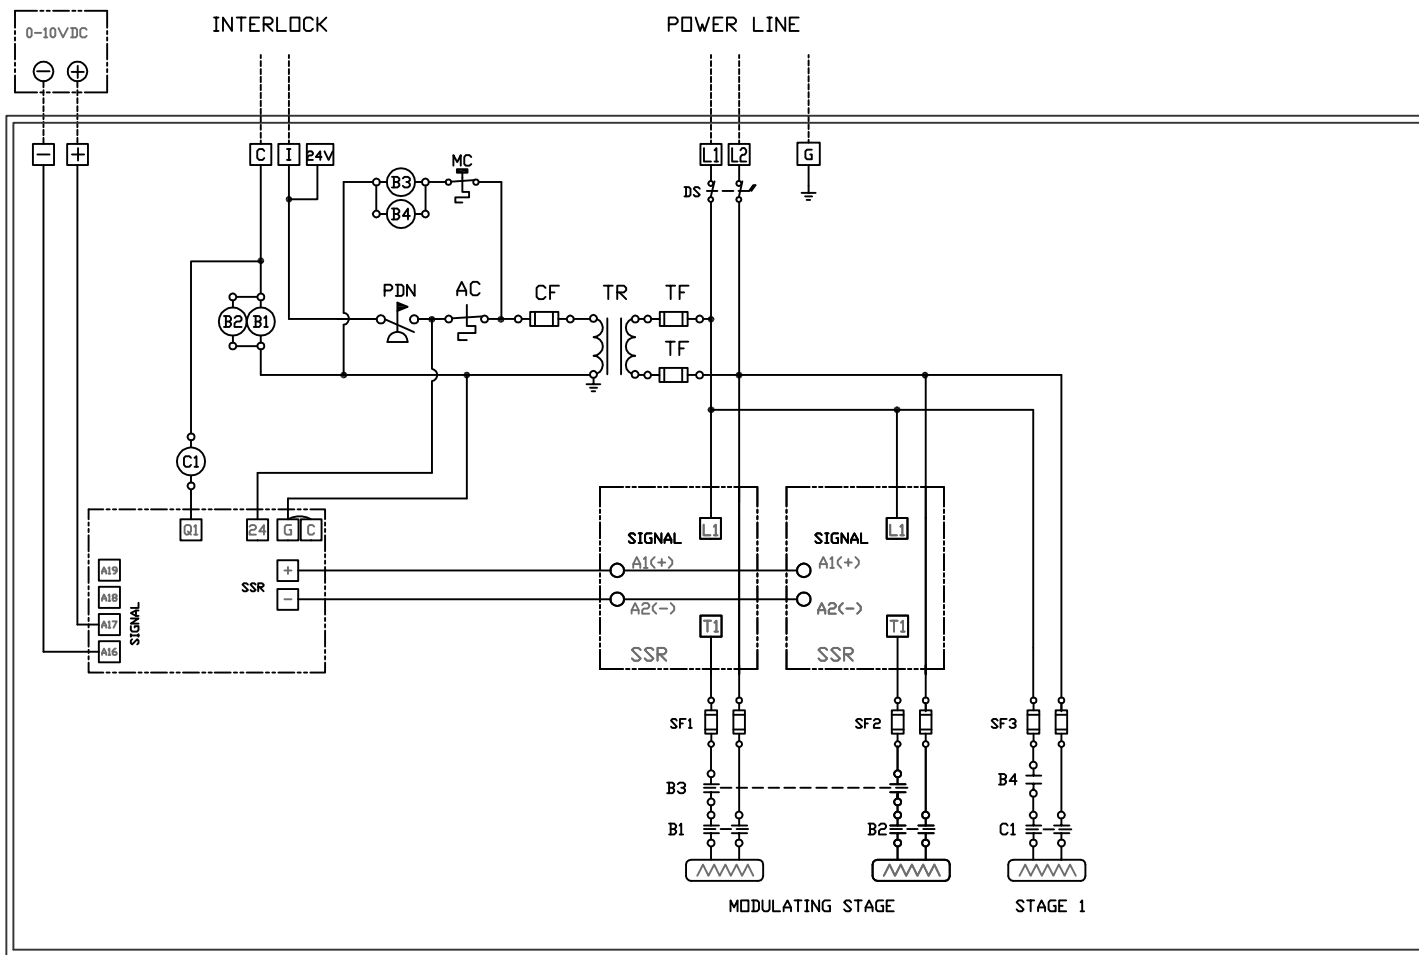 0-10VDC
INTERLOCK
POWER LINE
− +
− +
C I 24V
L1 L2 G
MC
B3
B4
DS
PDN AC CF TR TF
B2 B1
TF
C1
Q1 24 G C
L1 L1
SIGNAL SIGNAL
A1(+) A1(+)
A19
+
SSR
−
A18
A17
A16
SIGNAL
A2(-) A2(-)
T1 T1
SSR SSR
SF1 SF2 SF3
B3 B4
B1 B2 C1
MODULATING STAGE STAGE 1